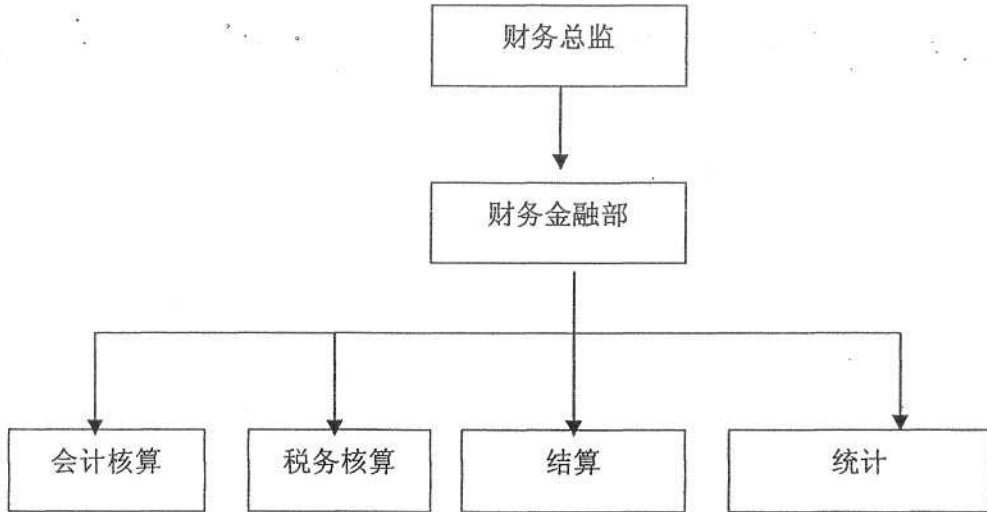 财务总监
财务金融部
会计核算
税务核算
结算
统计